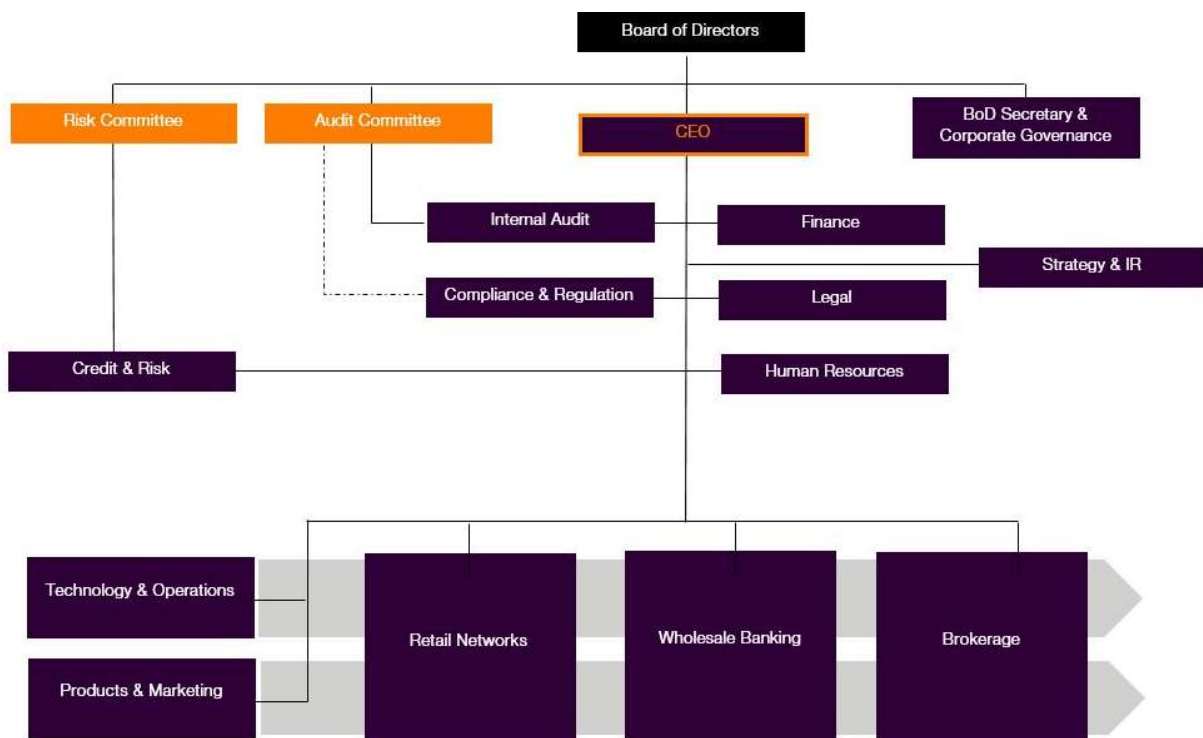 Board of Directors
Risk Committee
Audit Committee
CEO
BoD Secretary &
Corporate Governance
Internal Audit
Finance
Strategy & IR
Compliance & Regulation
Legal
Credit & Risk
Human Resources
Technology & Operations
Retail Networks
Wholesale Banking
Brokerage
Products & Marketing